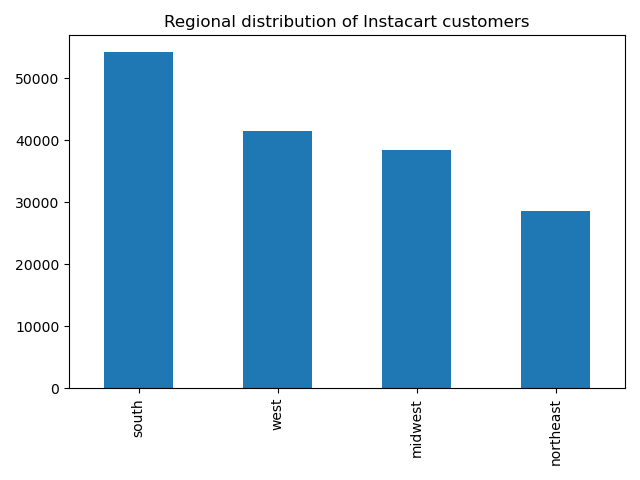 Regional distribution of Instacart customers
50000
40000
30000
20000
10000
0
south
west
midwest
northeast